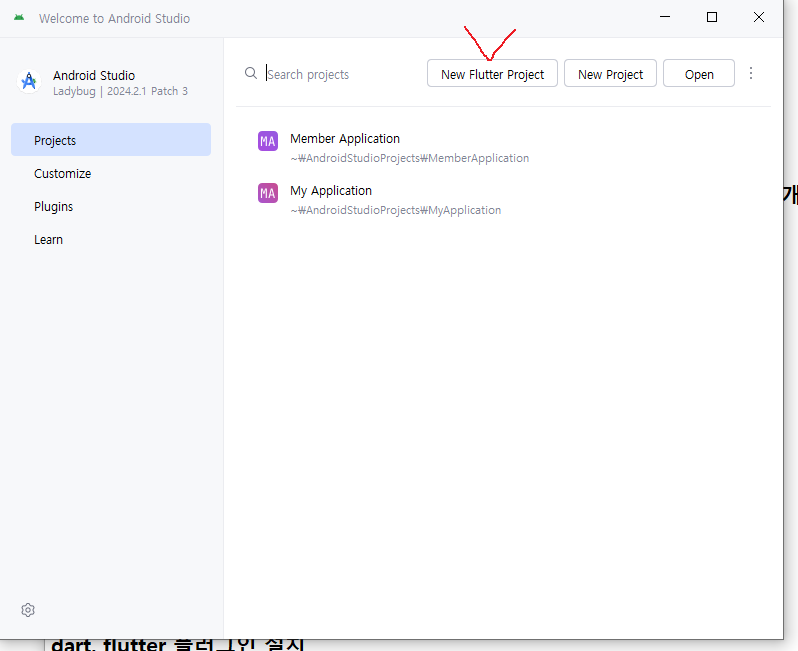 Welcome to Android Studio
Android Studio
Ladybug | 2024.2.1 Patch 3
Search projects
New Flutter Project
New Project
Open
Projects
Customize
Plugins
Learn
MA
Member Application
~₩AndroidStudioProjects₩MemberApplication
MA
My Application
~₩AndroidStudioProjects₩MyApplication
개
dart, flutter 플러그인 설치